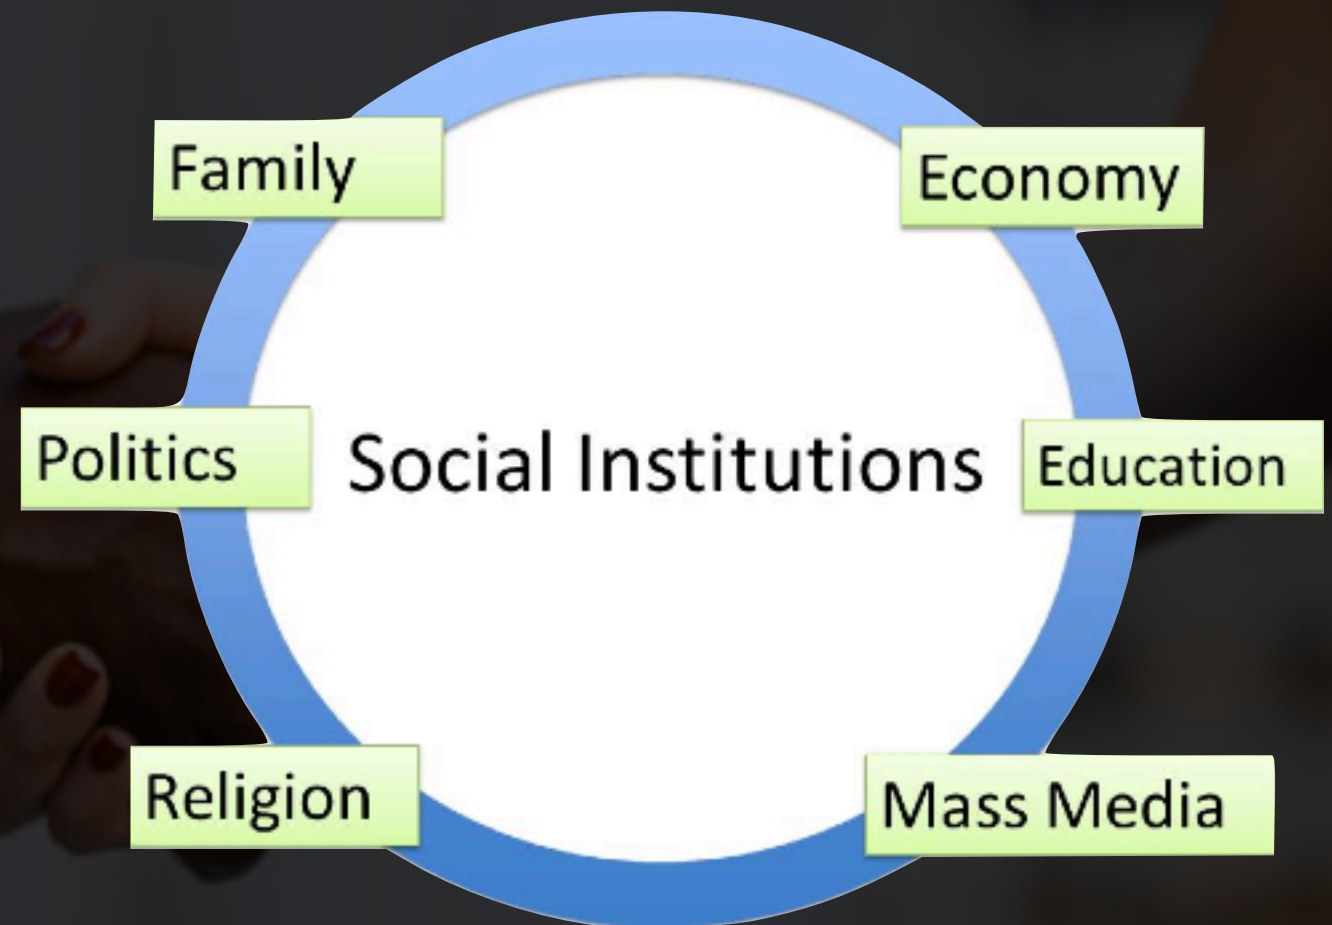 Family
Economy
Politics
Social Institutions
Education
Religion
Mass Media